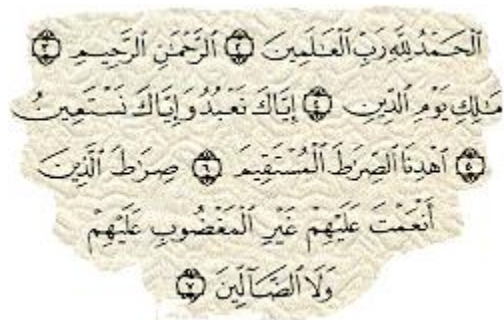 ٱلْحَمْدُ لِلَّهِ رَبِّ ٱلْعَـٰلَمِينَ ﴿٢﴾ ٱلرَّحْمَـٰنِ ٱلرَّحِيمِ ﴿٣﴾
مَـٰلِكِ يَوْمِ ٱلدِّينِ ﴿٤﴾ إِيَّاكَ نَعْبُدُ وَإِيَّاكَ نَسْتَعِينُ
﴿٥﴾ ٱهْدِنَا ٱلصِّرَٰطَ ٱلْمُسْتَقِيمَ ﴿٦﴾ صِرَٰطَ ٱلَّذِينَ
أَنْعَمْتَ عَلَيْهِمْ غَيْرِ ٱلْمَغْضُوبِ عَلَيْهِمْ
وَلَا ٱلضَّآلِّينَ ﴿٧﴾